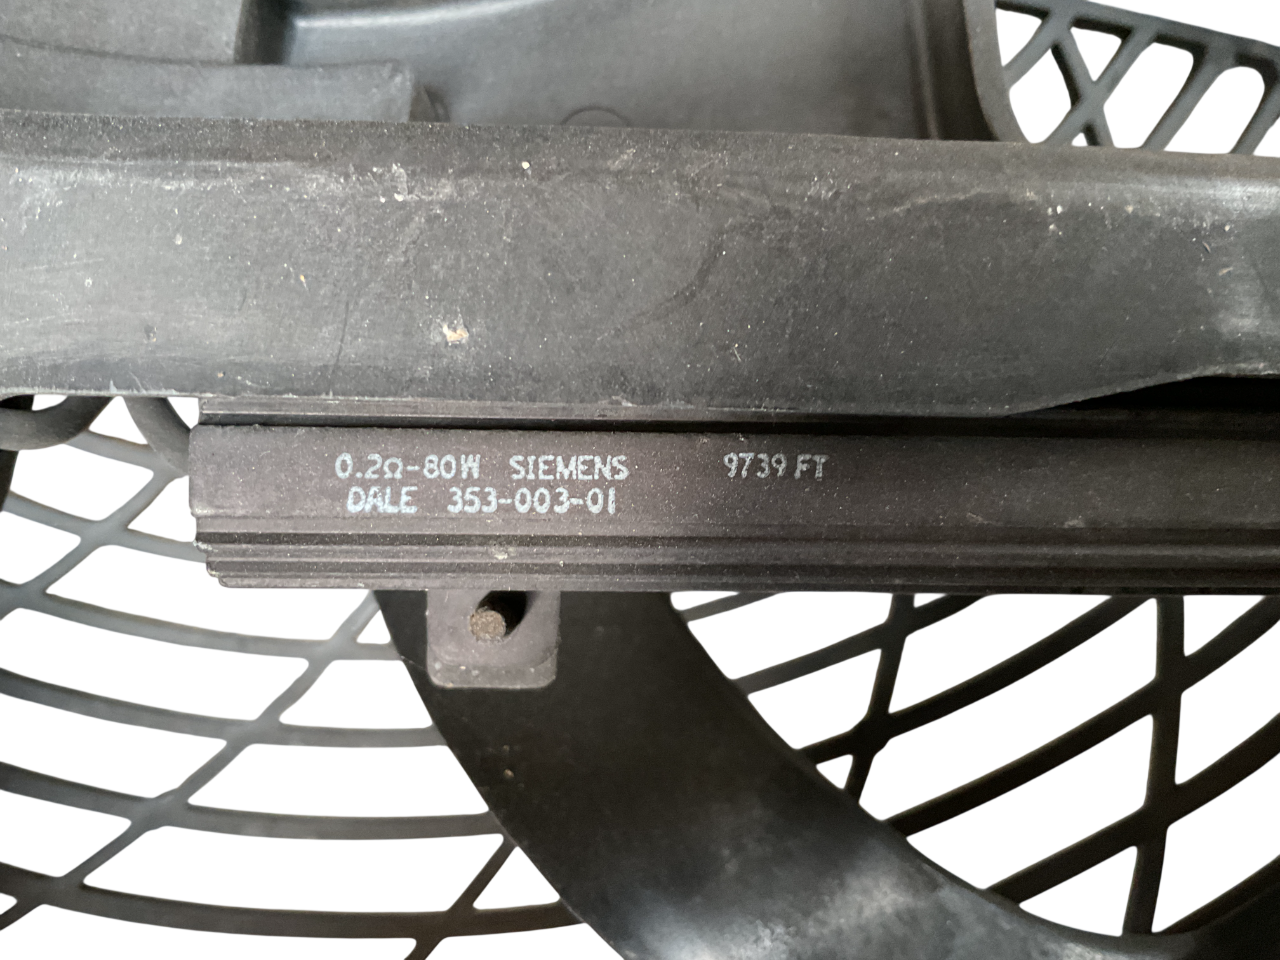 0.2Ω-80W SIEMENS 9739 FT
DALE 353-003-01